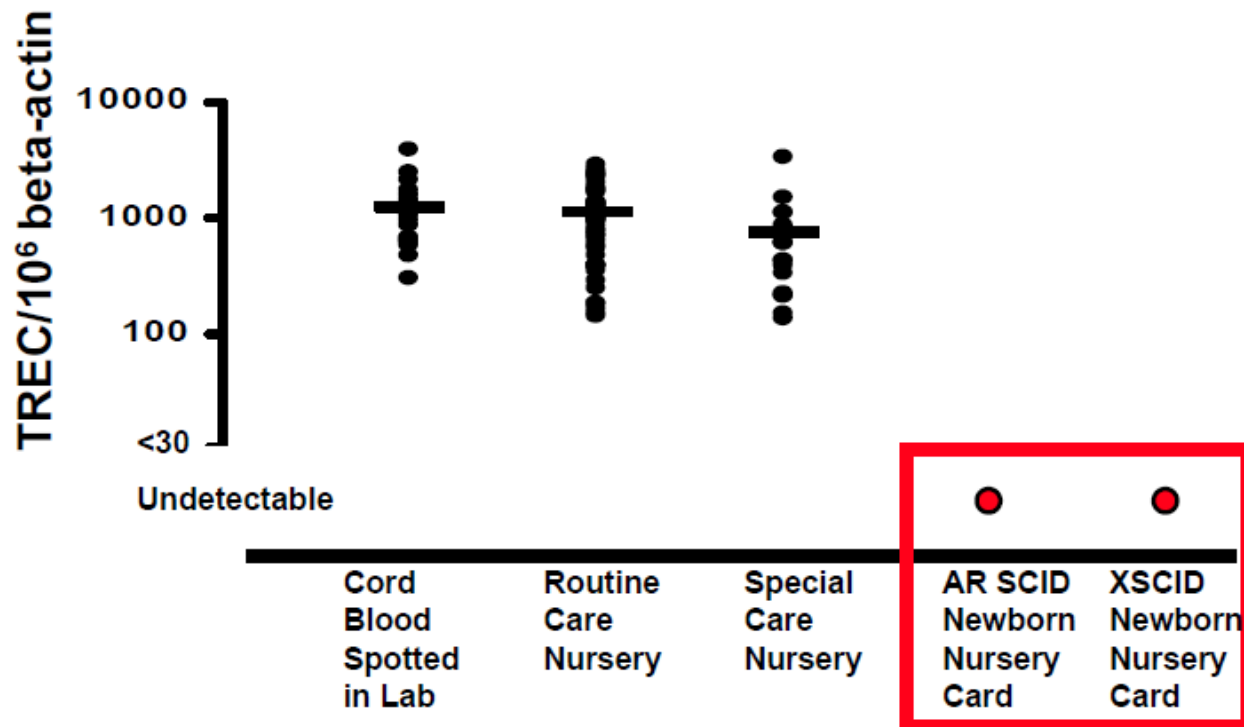 TREC/10⁶ beta-actin
10000
1000
100
<30
Undetectable
Cord
Blood
Spotted
in Lab
Routine
Care
Nursery
Special
Care
Nursery
AR SCID
Newborn
Nursery
Card
XSCID
Newborn
Nursery
Card